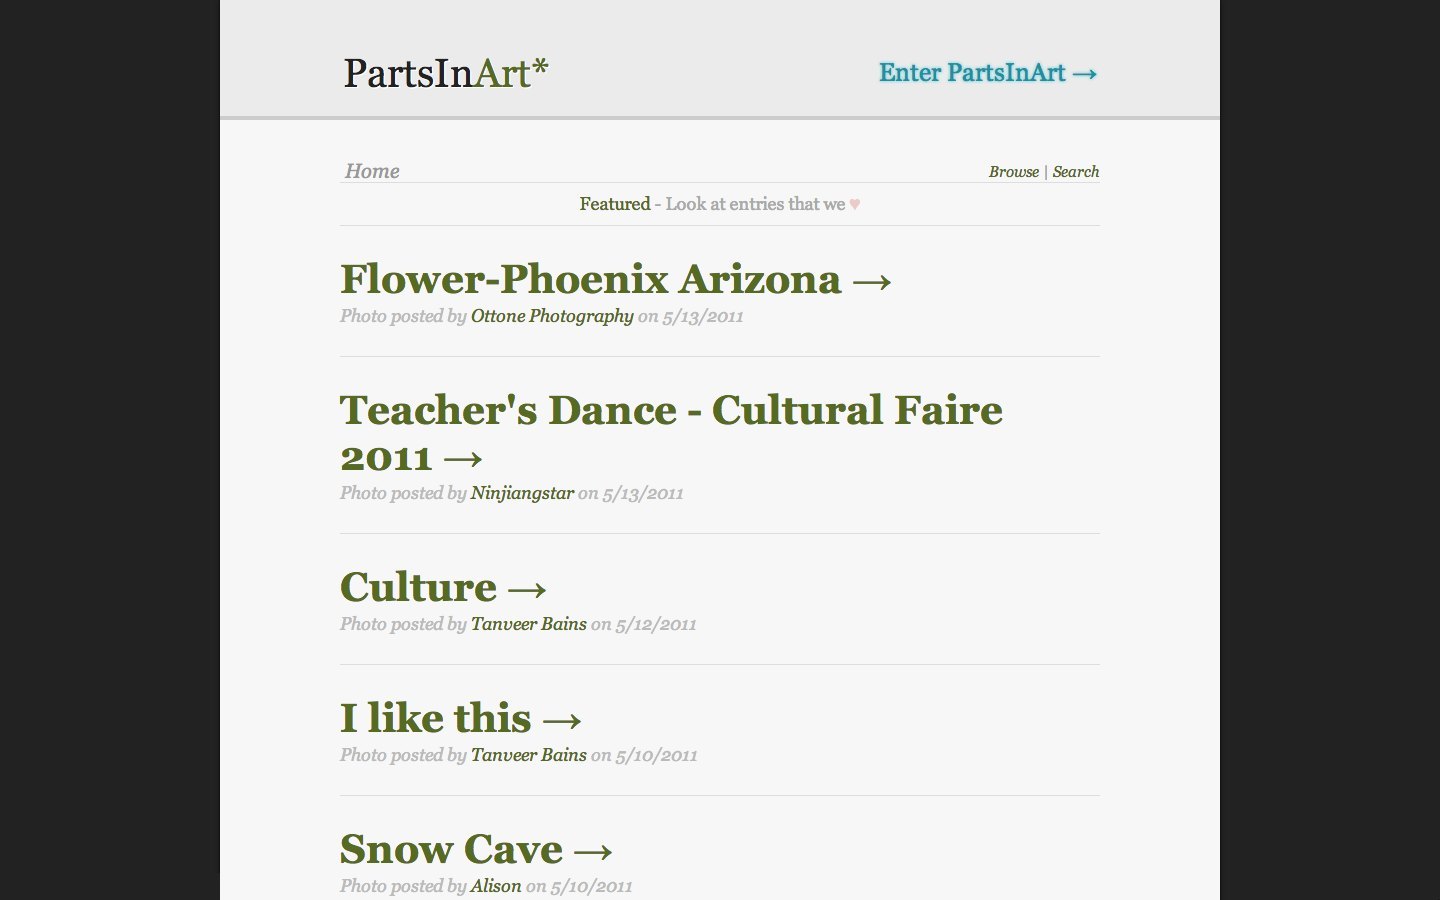 PartsInArt*
Enter PartsInArt →
Home
Browse | Search
Featured - Look at entries that we ♥
Flower-Phoenix Arizona →
Photo posted by Ottone Photography on 5/13/2011
Teacher's Dance - Cultural Faire
2011 →
Photo posted by Ninjiangstar on 5/13/2011
Culture →
Photo posted by Tanveer Bains on 5/12/2011
I like this →
Photo posted by Tanveer Bains on 5/10/2011
Snow Cave →
Photo posted by Alison on 5/10/2011